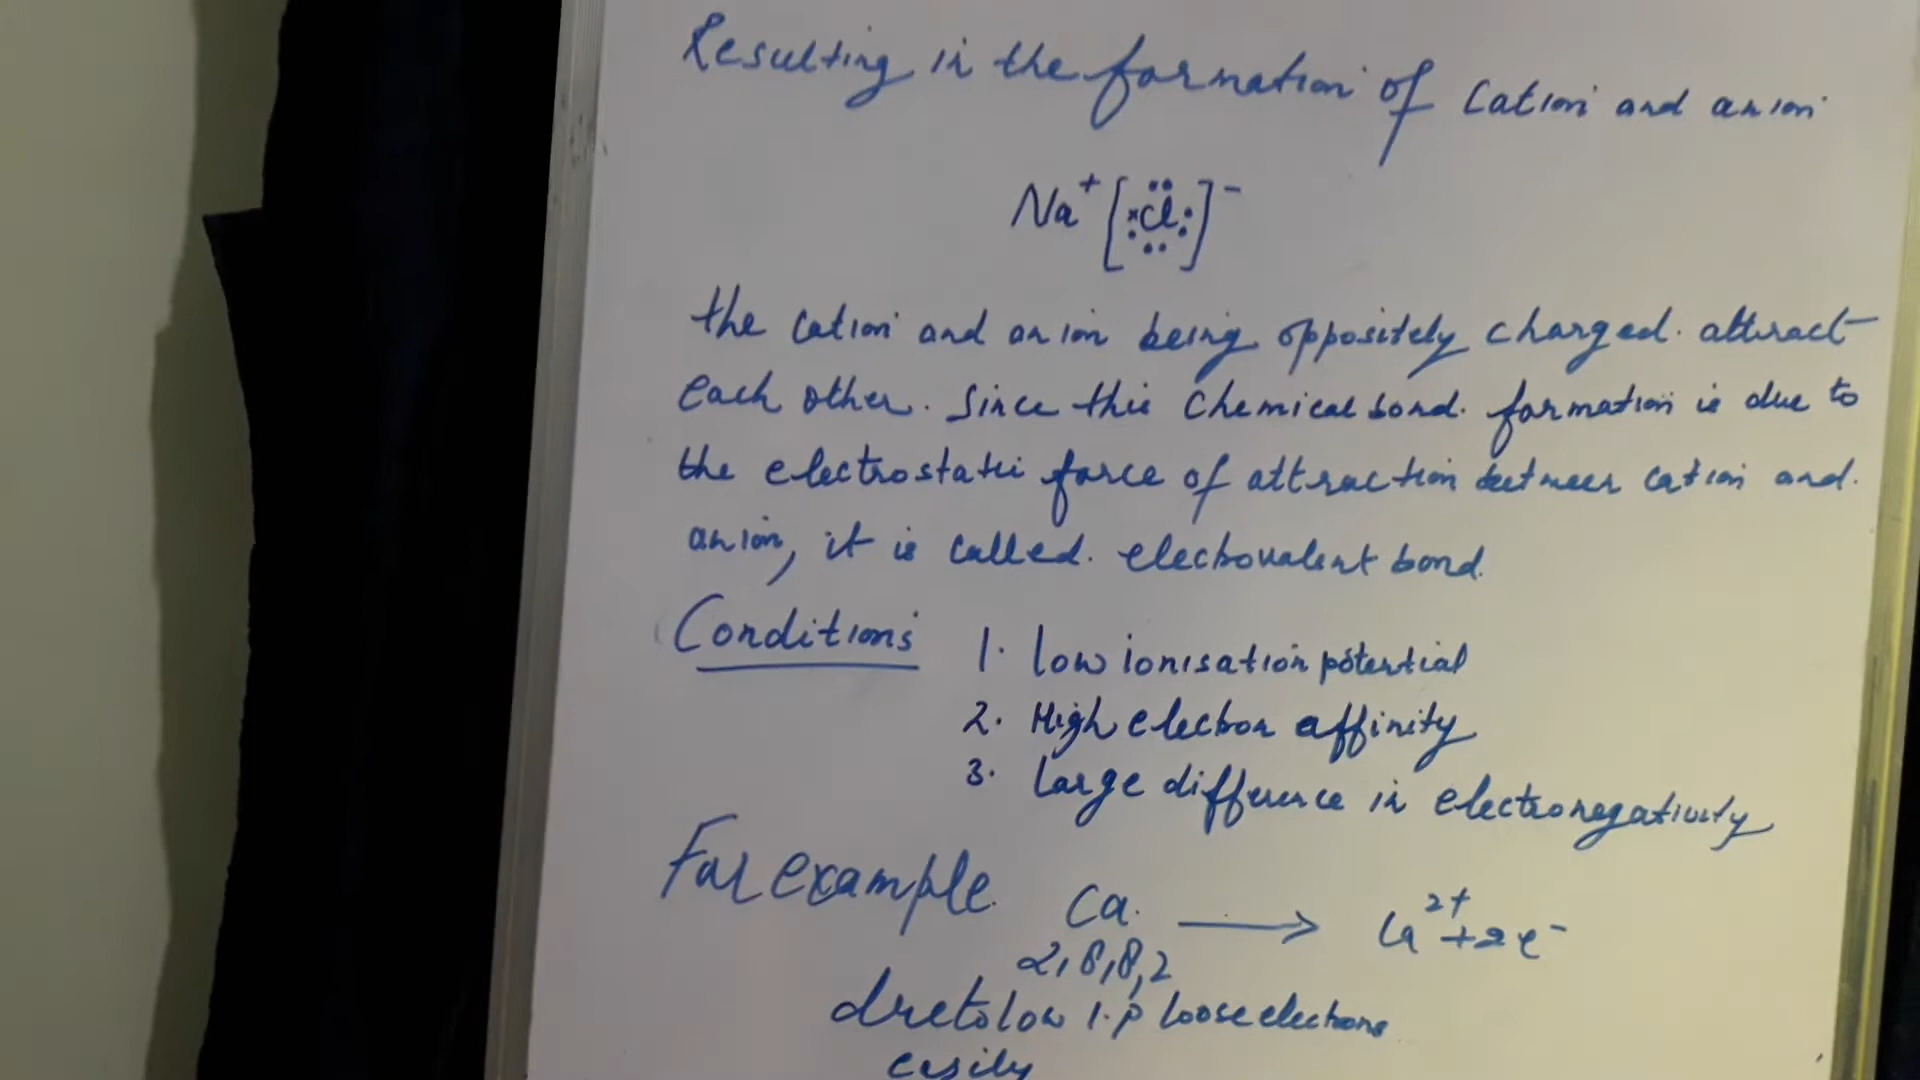 Resulting in the formation of cation and anion
Na⁺ [:Cl:]⁻
the cation and anion being oppositely charged. attract
each other. Since this chemical bond. formation is due to
the electrostatic force of attraction between cation and.
anion, it is called. electrovalent bond.
Conditions 1. low ionisation potential
2. High electron affinity
3. Large difference in electronegativity
For example. Ca. ⟶ Ca²⁺ + 2e⁻
2,8,8,2
due to low I.P loose electrons
easily